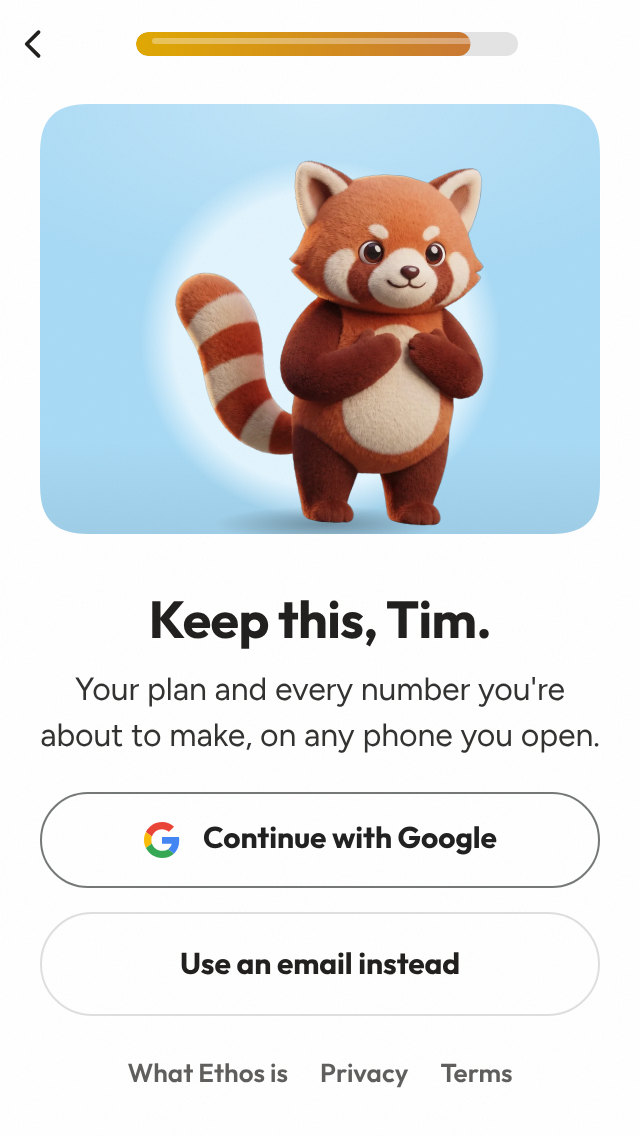 Keep this, Tim.
Your plan and every number you're
about to make, on any phone you open.
Continue with Google
Use an email instead
What Ethos is Privacy Terms